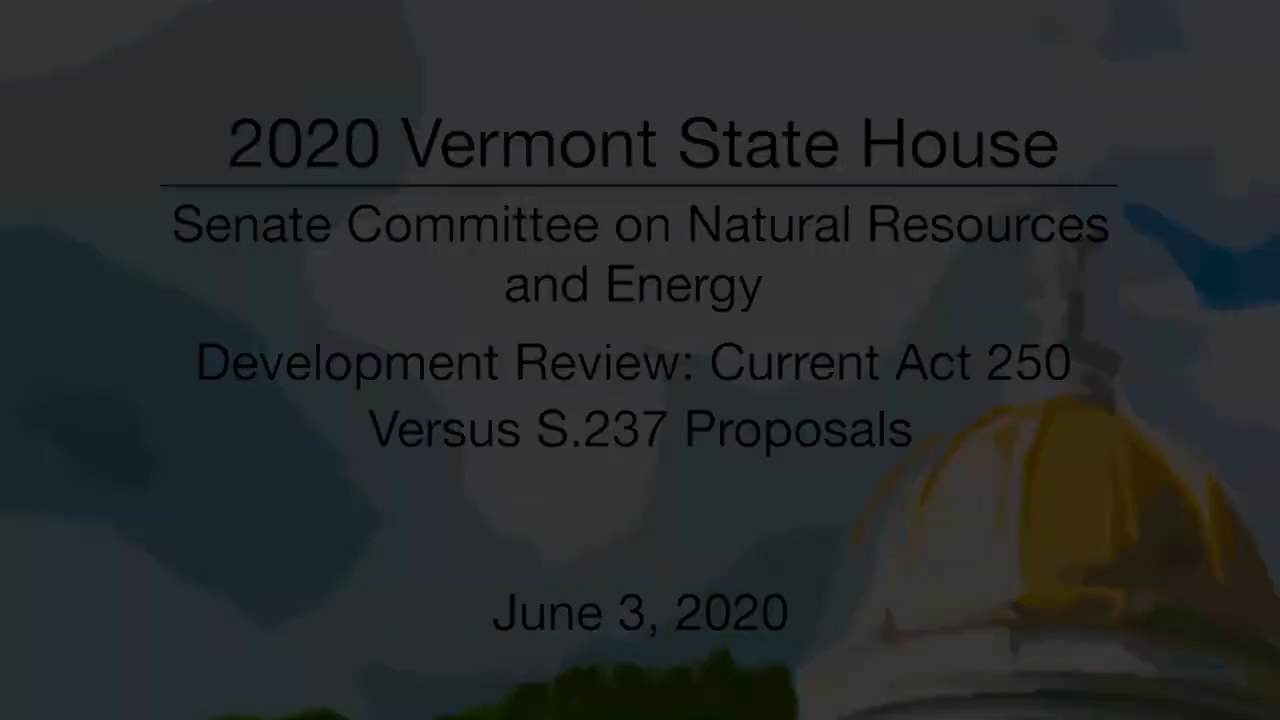 2020 Vermont State House
Senate Committee on Natural Resources
and Energy
Development Review: Current Act 250
Versus S.237 Proposals
June 3, 2020